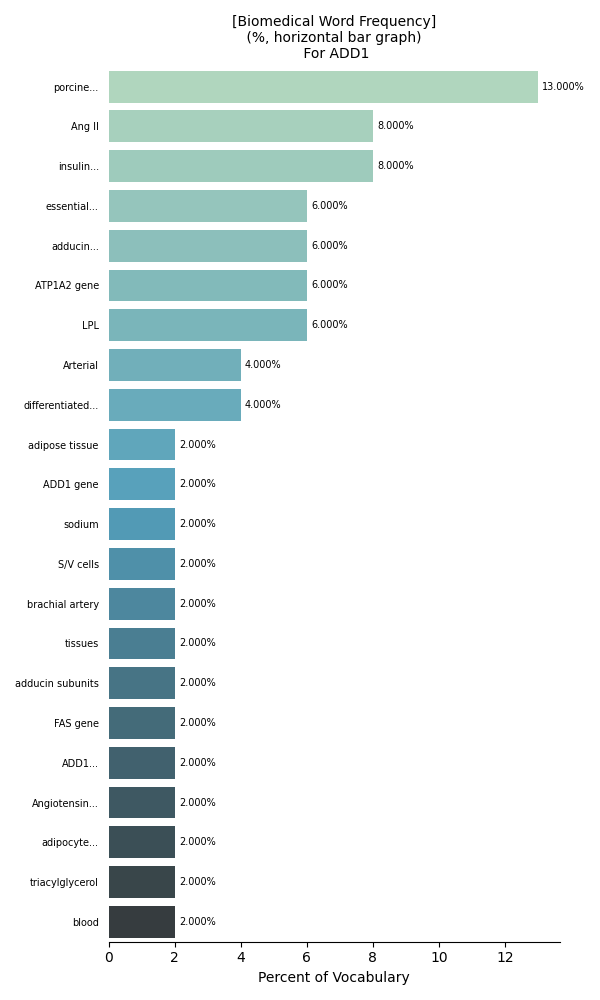 [Biomedical Word Frequency]
(%, horizontal bar graph)
For ADD1
porcine... 13.000%
Ang II 8.000%
insulin... 8.000%
essential... 6.000%
adducin... 6.000%
ATP1A2 gene 6.000%
LPL 6.000%
Arterial 4.000%
differentiated... 4.000%
adipose tissue 2.000%
ADD1 gene 2.000%
sodium 2.000%
S/V cells 2.000%
brachial artery 2.000%
tissues 2.000%
adducin subunits 2.000%
FAS gene 2.000%
ADD1... 2.000%
Angiotensin... 2.000%
adipocyte... 2.000%
triacylglycerol 2.000%
blood 2.000%
0 2 4 6 8 10 12
Percent of Vocabulary